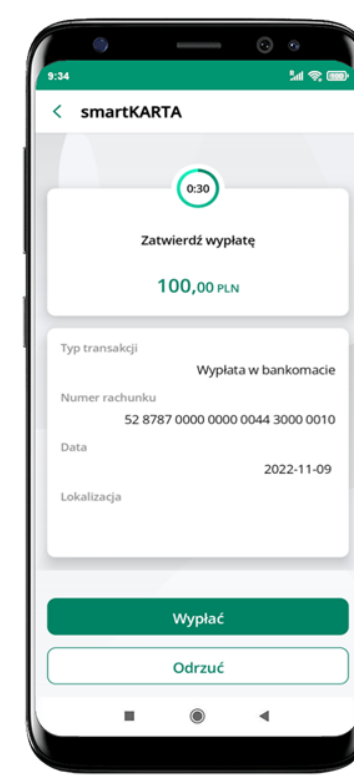 9:34
smartKARTA
0:30
Zatwierdź wypłatę
100,00 PLN
Typ transakcji
Wypłata w bankomacie
Numer rachunku
52 8787 0000 0000 0044 3000 0010
Data
2022-11-09
Lokalizacja
Wypłać
Odrzuć